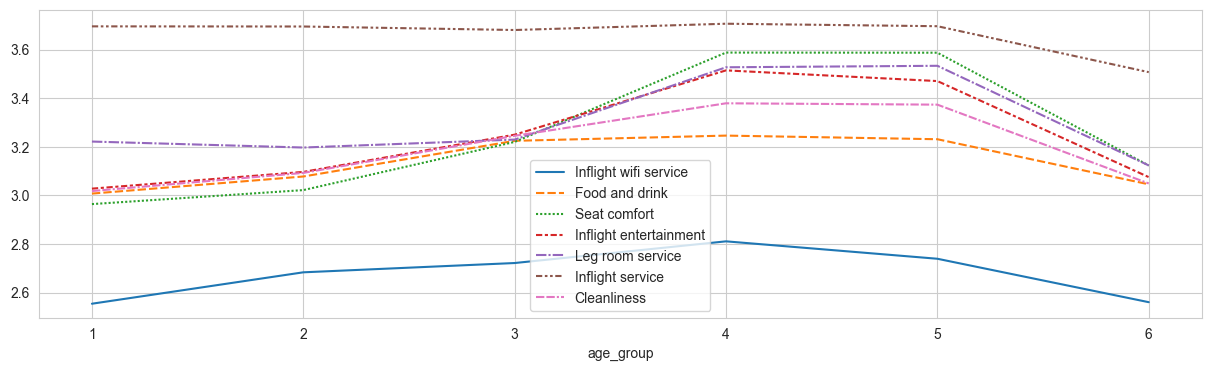 3.6
3.4
3.2
3.0
2.8
2.6
Inflight wifi service
Food and drink
Seat comfort
Inflight entertainment
Leg room service
Inflight service
Cleanliness
1 2 3 4 5 6
age_group